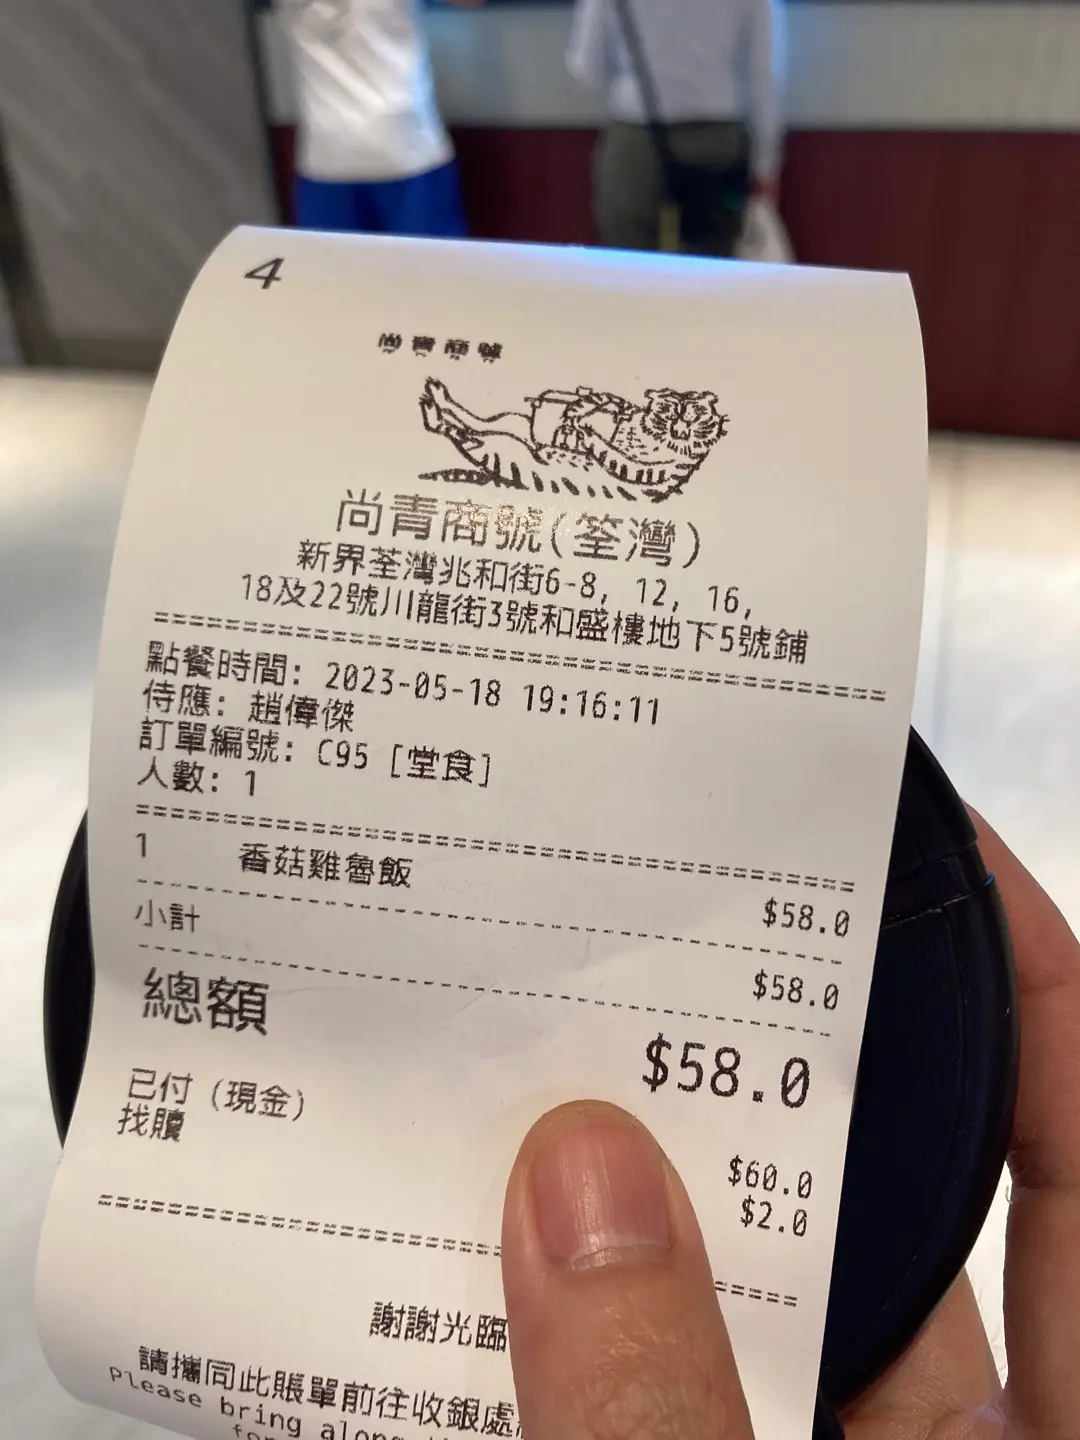 4
尚青商號
尚青商號(筌灣)
新界荃灣兆和街6-8, 12, 16,
18及22號川龍街3號和盛樓地下5號鋪
點餐時間: 2023-05-18 19:16:11
侍應: 趙偉傑
訂單編號: C95 [堂食]
人數: 1
1 香菇雞魯飯 $58.0
小計 $58.0
總額 $58.0
已付 (現金) $60.0
找贖 $2.0
謝謝光臨
請攜同此賬單前往收銀處
Please bring along
for